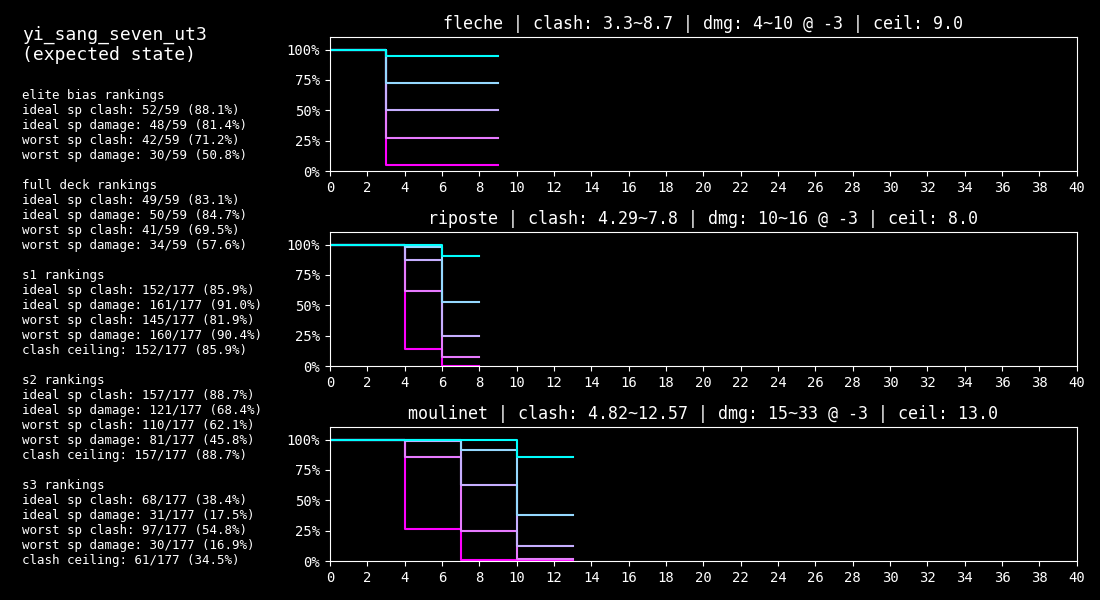 yi_sang_seven_ut3
(expected state)
elite bias rankings
ideal sp clash: 52/59 (88.1%)
ideal sp damage: 48/59 (81.4%)
worst sp clash: 42/59 (71.2%)
worst sp damage: 30/59 (50.8%)
full deck rankings
ideal sp clash: 49/59 (83.1%)
ideal sp damage: 50/59 (84.7%)
worst sp clash: 41/59 (69.5%)
worst sp damage: 34/59 (57.6%)
s1 rankings
ideal sp clash: 152/177 (85.9%)
ideal sp damage: 161/177 (91.0%)
worst sp clash: 145/177 (81.9%)
worst sp damage: 160/177 (90.4%)
clash ceiling: 152/177 (85.9%)
s2 rankings
ideal sp clash: 157/177 (88.7%)
ideal sp damage: 121/177 (68.4%)
worst sp clash: 110/177 (62.1%)
worst sp damage: 81/177 (45.8%)
clash ceiling: 157/177 (88.7%)
s3 rankings
ideal sp clash: 68/177 (38.4%)
ideal sp damage: 31/177 (17.5%)
worst sp clash: 97/177 (54.8%)
worst sp damage: 30/177 (16.9%)
clash ceiling: 61/177 (34.5%)
fleche | clash: 3.3~8.7 | dmg: 4~10 @ -3 | ceil: 9.0
100%
75%
50%
25%
0%
0 2 4 6 8 10 12 14 16 18 20 22 24 26 28 30 32 34 36 38 40
riposte | clash: 4.29~7.8 | dmg: 10~16 @ -3 | ceil: 8.0
100%
75%
50%
25%
0%
0 2 4 6 8 10 12 14 16 18 20 22 24 26 28 30 32 34 36 38 40
moulinet | clash: 4.82~12.57 | dmg: 15~33 @ -3 | ceil: 13.0
100%
75%
50%
25%
0%
0 2 4 6 8 10 12 14 16 18 20 22 24 26 28 30 32 34 36 38 40